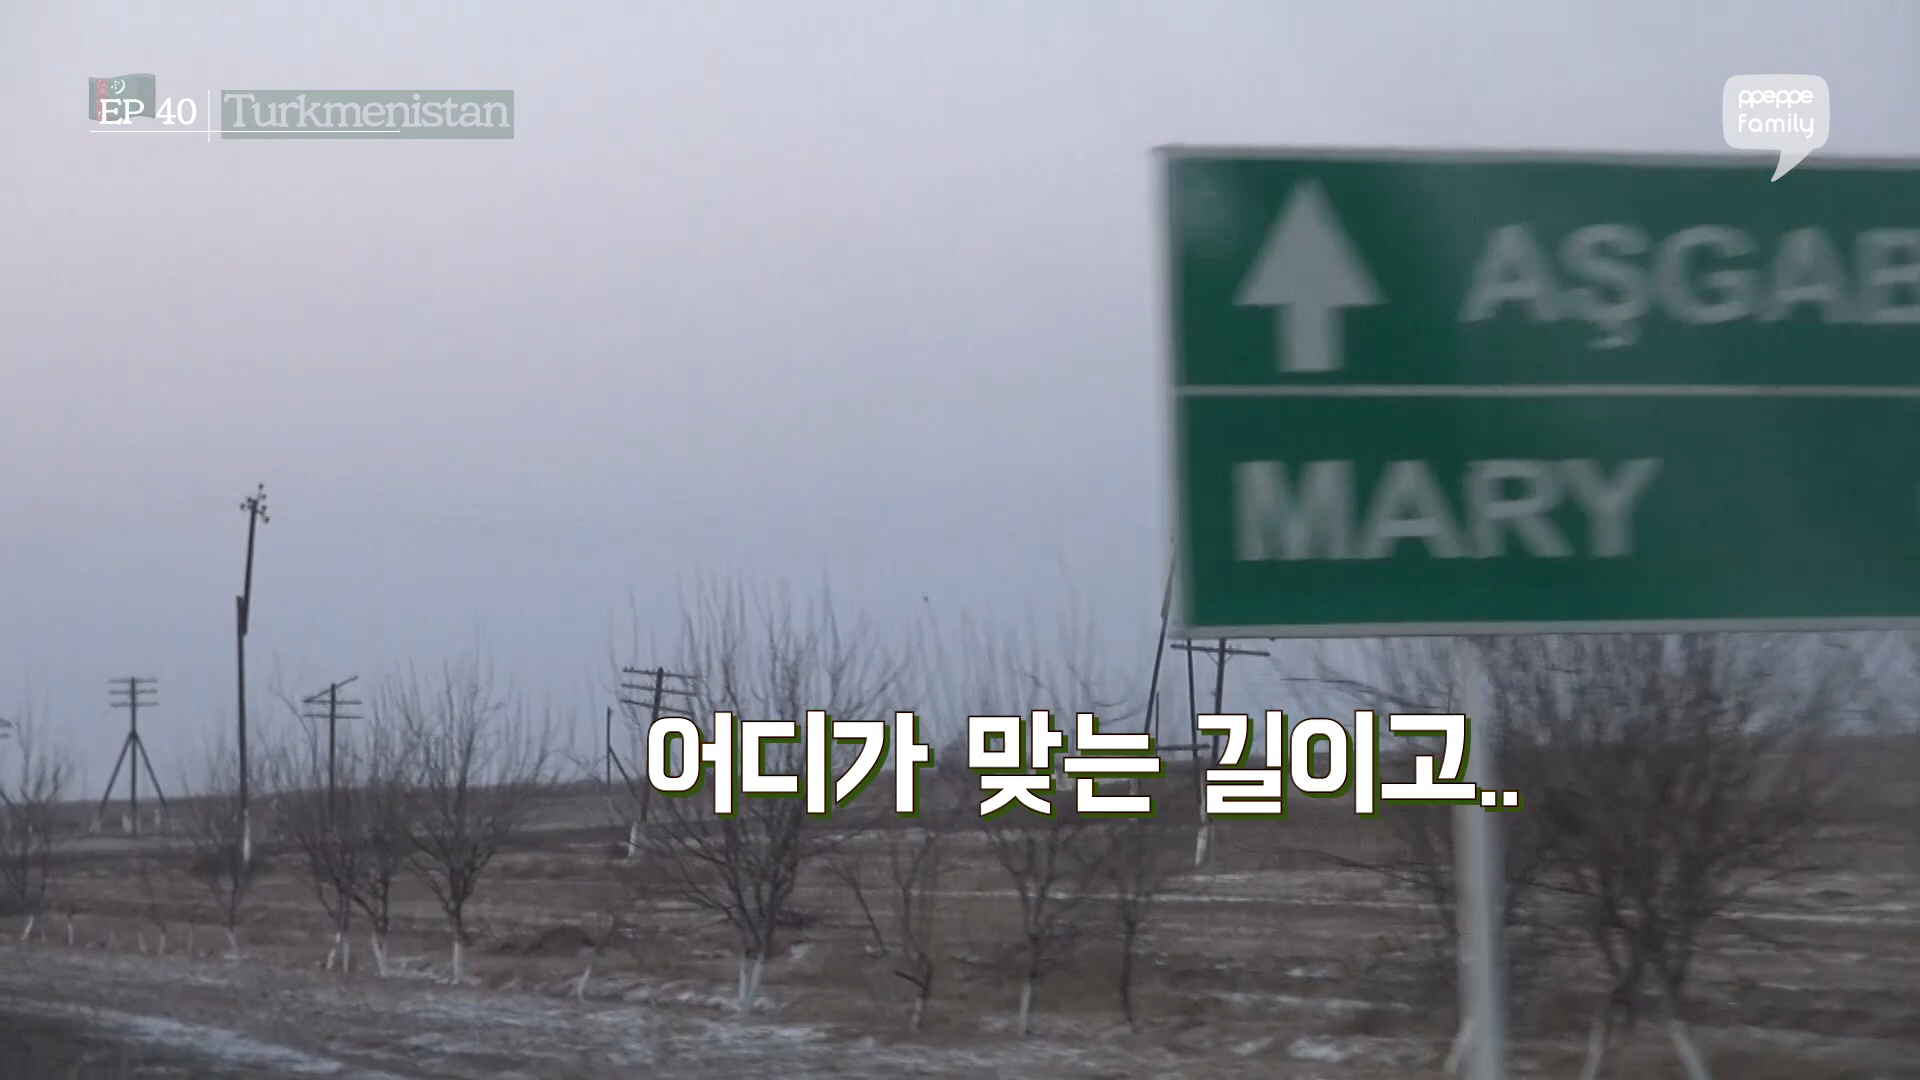 EP 40
Turkmenistan
ppeppe
family
AŞGAB
MARY
어디가 맞는 길이고..